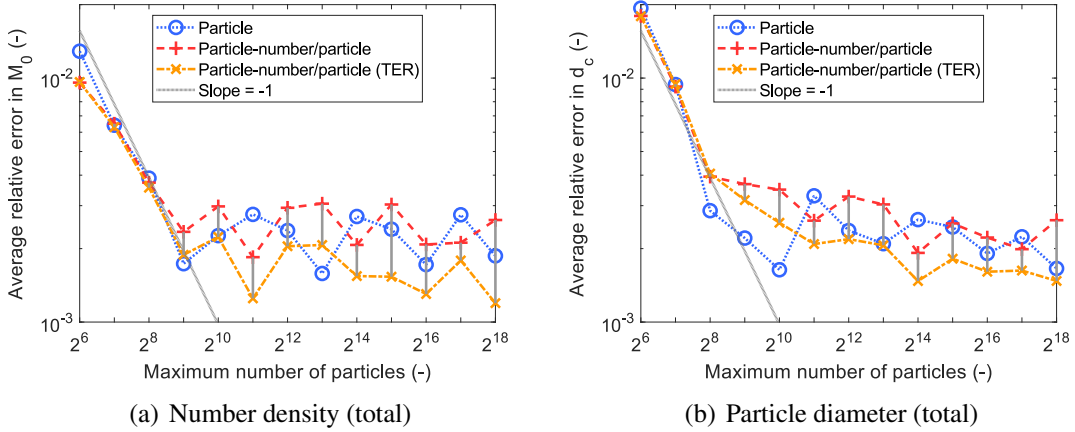 Average relative error in M_0 (-)
10^-2
10^-3
Particle
Particle-number/particle
Particle-number/particle (TER)
Slope = -1
2^6 2^8 2^10 2^12 2^14 2^16 2^18
Maximum number of particles (-)
(a) Number density (total)
Average relative error in d_c (-)
10^-2
10^-3
Particle
Particle-number/particle
Particle-number/particle (TER)
Slope = -1
2^6 2^8 2^10 2^12 2^14 2^16 2^18
Maximum number of particles (-)
(b) Particle diameter (total)